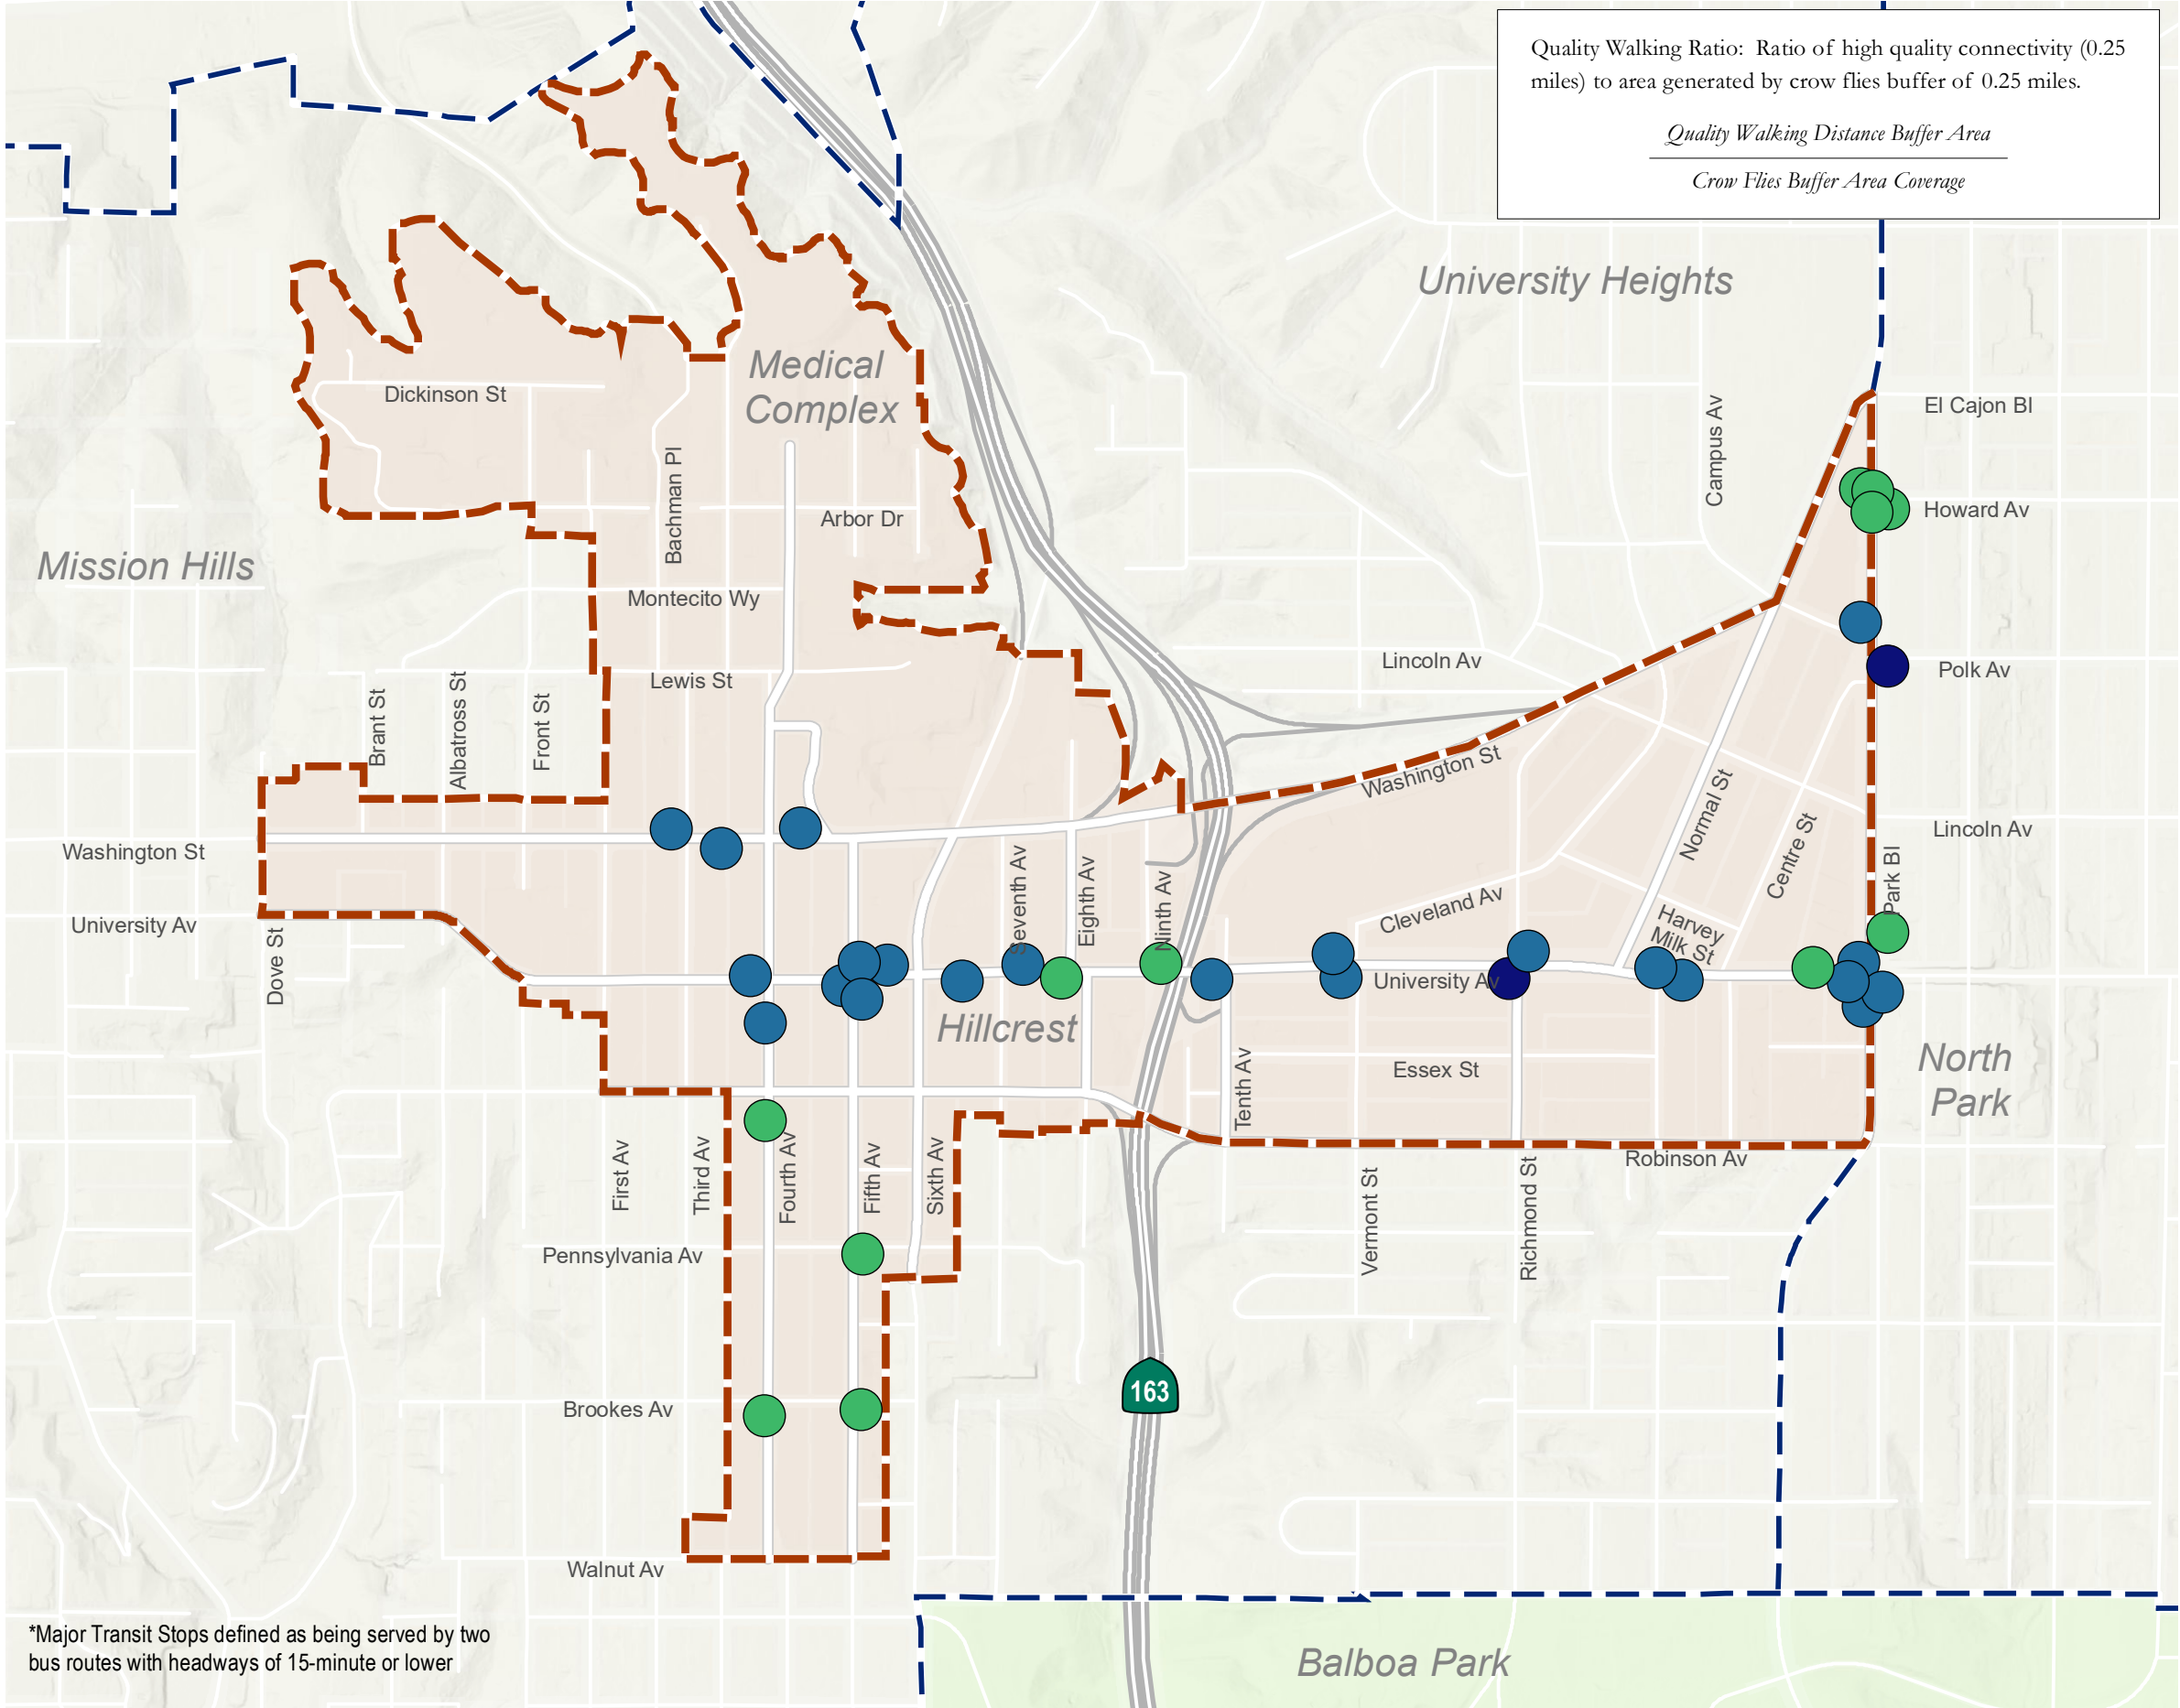 Quality Walking Ratio: Ratio of high quality connectivity (0.25
miles) to area generated by crow flies buffer of 0.25 miles.
Quality Walking Distance Buffer Area
Crow Flies Buffer Area Coverage
University Heights
Medical
Complex
Dickinson St
Campus Av
El Cajon Bl
Bachman Pl
Arbor Dr
Howard Av
Mission Hills
Montecito Wy
Lincoln Av
Polk Av
Lewis St
Brant St
Albatross St
Front St
Washington St
Normal St
Centre St
Lincoln Av
Washington St
Park Bl
Seventh Av
Eighth Av
Ninth Av
Cleveland Av
University Av
Harvey
Milk St
Dove St
University Av
Hillcrest
North
Park
Essex St
Tenth Av
First Av
Third Av
Fourth Av
Fifth Av
Sixth Av
Robinson Av
Vermont St
Richmond St
Pennsylvania Av
163
Brookes Av
Walnut Av
*Major Transit Stops defined as being served by two
bus routes with headways of 15-minute or lower
Balboa Park